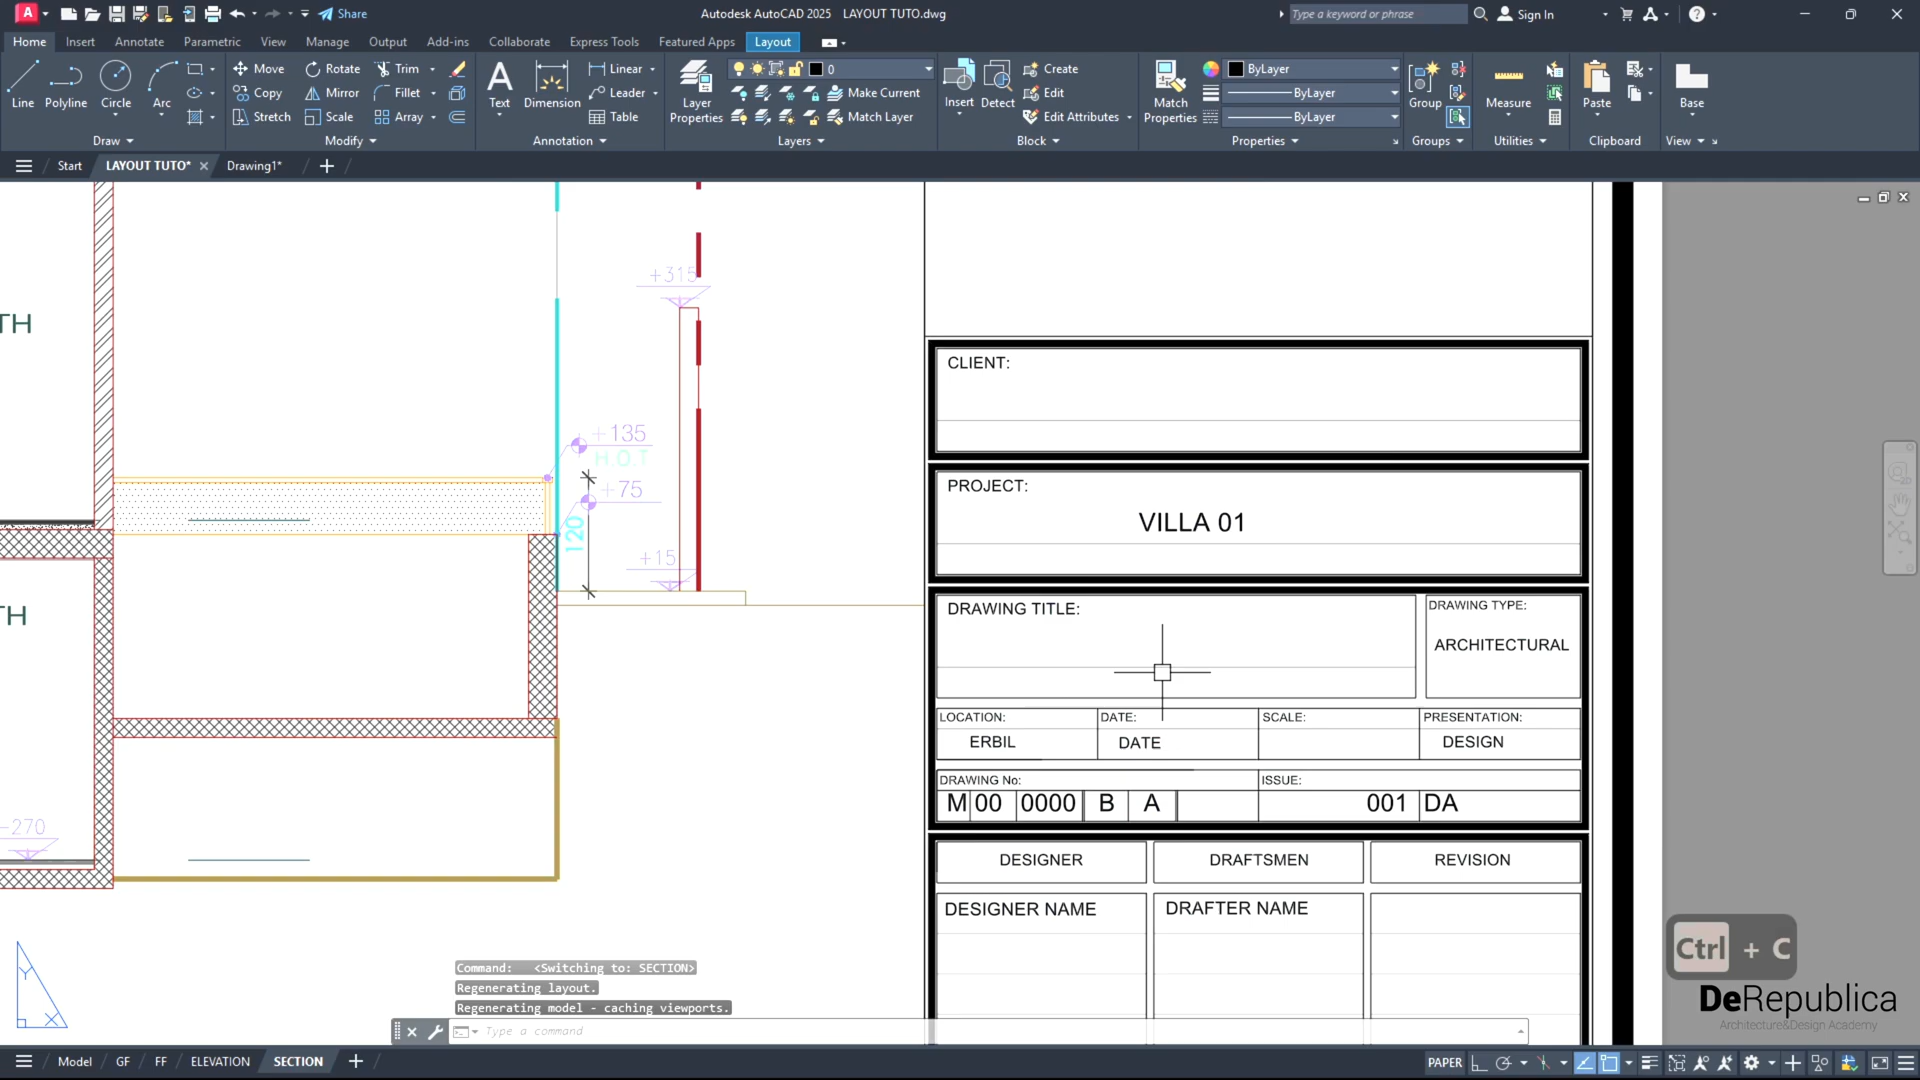 Share
Autodesk AutoCAD 2025 LAYOUT TUTO.dwg
Type a keyword or phrase
Sign In
Home Insert Annotate Parametric View Manage Output Add-ins Collaborate Express Tools Featured Apps Layout
Line Polyline Circle Arc
Move Rotate Trim
Copy Mirror Fillet
Stretch Scale Array
Text Dimension
Linear
Leader
Table
Layer Properties
0
Make Current
Match Layer
Insert Detect
Create
Edit
Edit Attributes
Match Properties
ByLayer
ByLayer
ByLayer
Group Measure Paste Base
Draw Modify Annotation Layers Block Properties Groups Utilities Clipboard View
Start LAYOUT TUTO* Drawing1*
+315
TH
+135
H.O.T
+75
120
+15
TH
-270
CLIENT:
PROJECT:
VILLA 01
DRAWING TITLE:
DRAWING TYPE:
ARCHITECTURAL
LOCATION: DATE: SCALE: PRESENTATION:
ERBIL DATE DESIGN
DRAWING No: ISSUE:
M 00 0000 B A 001 DA
DESIGNER DRAFTSMEN REVISION
DESIGNER NAME DRAFTER NAME
Y
X
Command: <Switching to: SECTION>
Regenerating layout.
Regenerating model - caching viewports.
Type a command
Ctrl + C
DeRepublica
Architecture&Design Academy
Model GF FF ELEVATION SECTION
PAPER